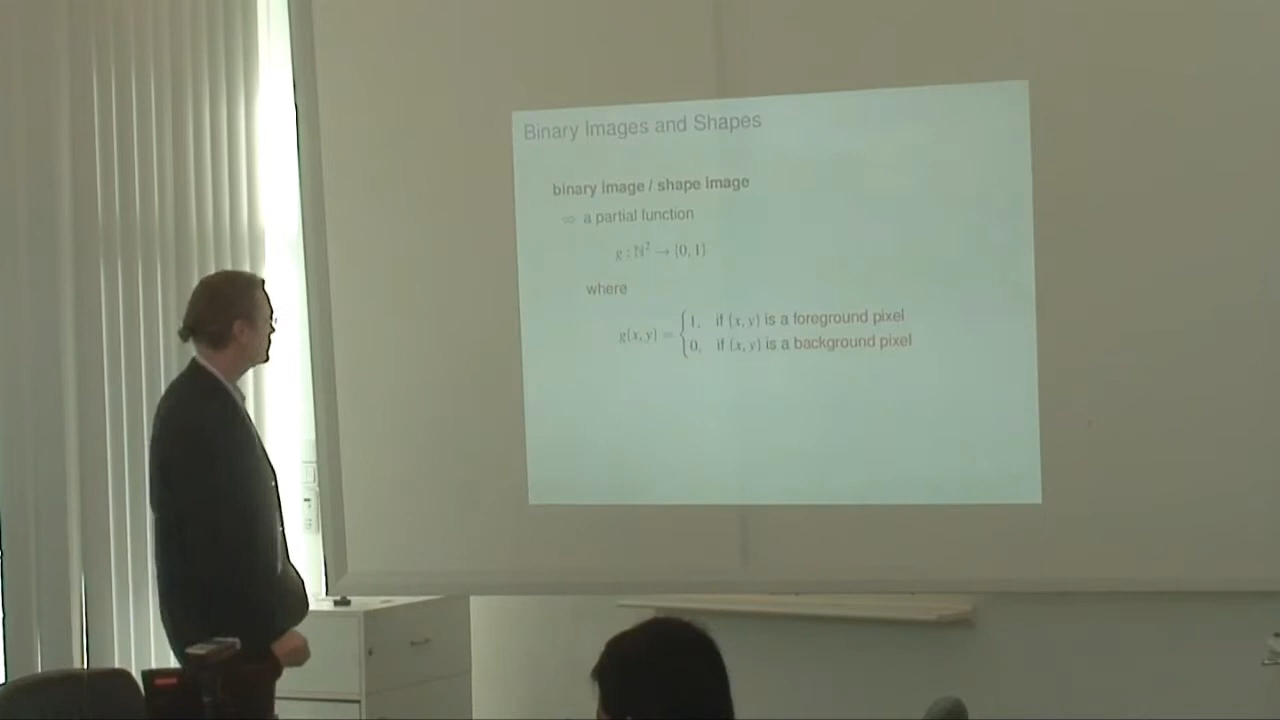 Binary Images and Shapes
binary image / shape image
⇔ a partial function
g : ℕ² → {0, 1}
where
g(x, y) = { 1, if (x, y) is a foreground pixel
0, if (x, y) is a background pixel